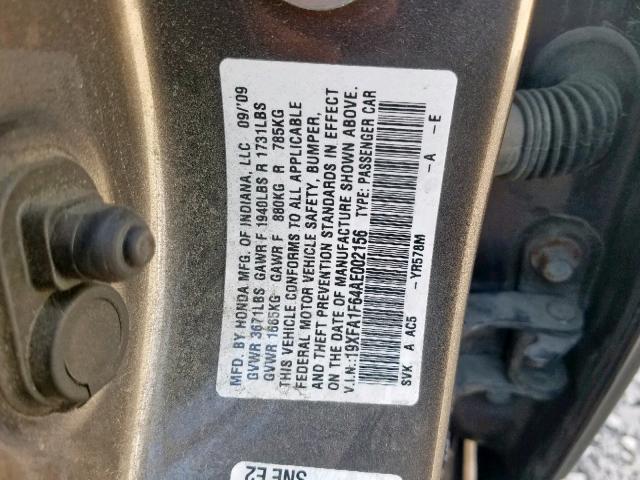 MFD. BY HONDA MFG. OF INDIANA, LLC 09/'09
GVWR 3671LBS GAWR F 1940LBS R 1731LBS
GVWR 1665KG GAWR F 880KG R 785KG
THIS VEHICLE CONFORMS TO ALL APPLICABLE
FEDERAL MOTOR VEHICLE SAFETY, BUMPER,
AND THEFT PREVENTION STANDARDS IN EFFECT
ON THE DATE OF MANUFACTURE SHOWN ABOVE.
V.I.N.:19XFA1F64AE002156 TYPE: PASSENGER CAR
SVK A AC5 -YR578M -A -E
SNF E2